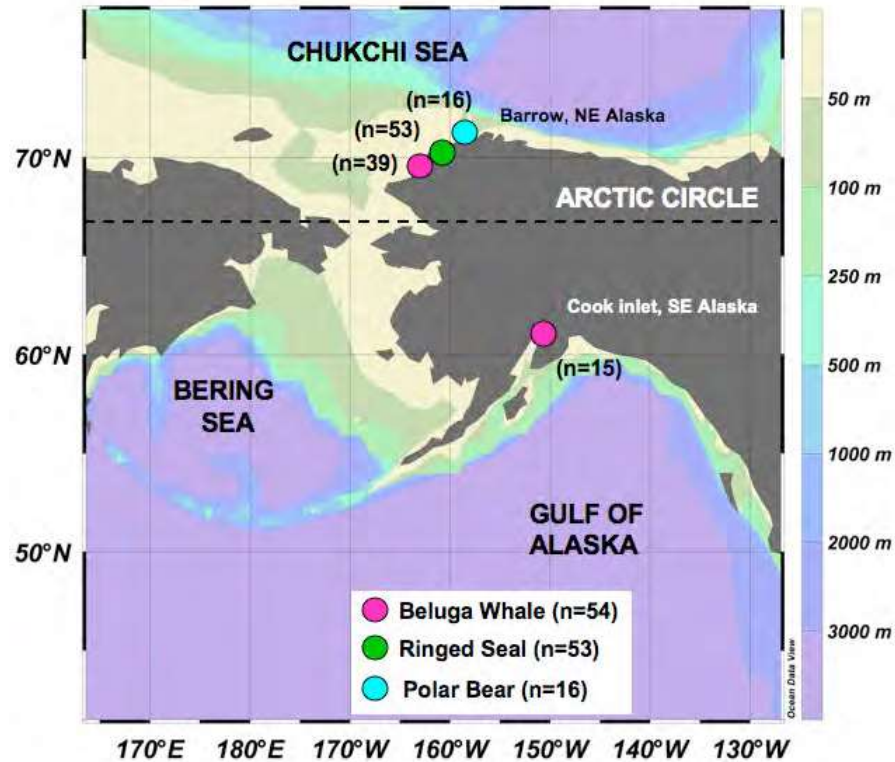 CHUKCHI SEA
(n=16)
Barrow, NE Alaska
(n=53)
(n=39)
ARCTIC CIRCLE
Cook inlet, SE Alaska
(n=15)
BERING
SEA
GULF OF
ALASKA
Beluga Whale (n=54)
Ringed Seal (n=53)
Polar Bear (n=16)
70°N
60°N
50°N
170°E 180°E 170°W 160°W 150°W 140°W 130°W
50 m
100 m
250 m
500 m
1000 m
2000 m
3000 m
Ocean Data View